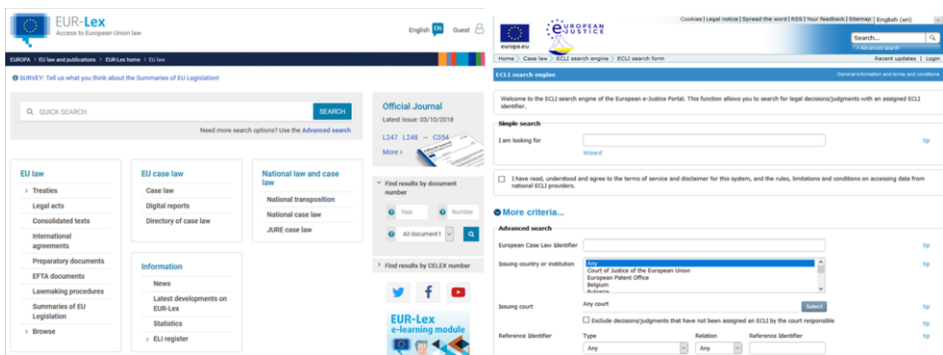 EUR-Lex
Access to European Union law
English EN Guest
EUROPA > EU law and publications > EUR-Lex home > EU law
SURVEY: Tell us what you think about the Summaries of EU Legislation!
QUICK SEARCH
SEARCH
Need more search options? Use the Advanced search
EU law
> Treaties
Legal acts
Consolidated texts
International
agreements
Preparatory documents
EFTA documents
Lawmaking procedures
Summaries of EU
Legislation
> Browse
EU case law
Case law
Digital reports
Directory of case law
Information
News
Latest developments on
EUR-Lex
Statistics
> ELI register
National law and case
law
National transposition
National case law
JURE case law
Official Journal
Latest issue: 03/10/2018
L247 L248 – C354
More >
Find results by document
number
Year Number
All document t
> Find results by CELEX number
EUR-Lex
e-learning module
Cookies | Legal notice | Spread the word | RSS | Your feedback | Sitemap | English (en)
europa.eu
EUROPEAN
JUSTICE
Search...
Advanced search
Home > Case law > ECLI search engine > ECLI search form
Recent updates | Login
ECLI search engine
General information and terms and conditions
Welcome to the ECLI search engine of the European e-Justice Portal. This function allows you to search for legal decisions/judgments with an assigned ECLI
identifier.
Simple search
I am looking for
tip
Wizard
I have read, understood and agree to the terms of service and disclaimer for this system, and the rules, limitations and conditions on accessing data from
national ECLI providers.
More criteria...
Advanced search
European Case Law Identifier
tip
Issuing country or institution
Any
tip
Court of Justice of the European Union
European Patent Office
Belgium
Issuing court
Any court
Select
tip
Exclude decisions/judgments that have not been assigned an ECLI by the court responsible
tip
Reference Identifier
Type Relation Reference Identifier
tip
Any Any